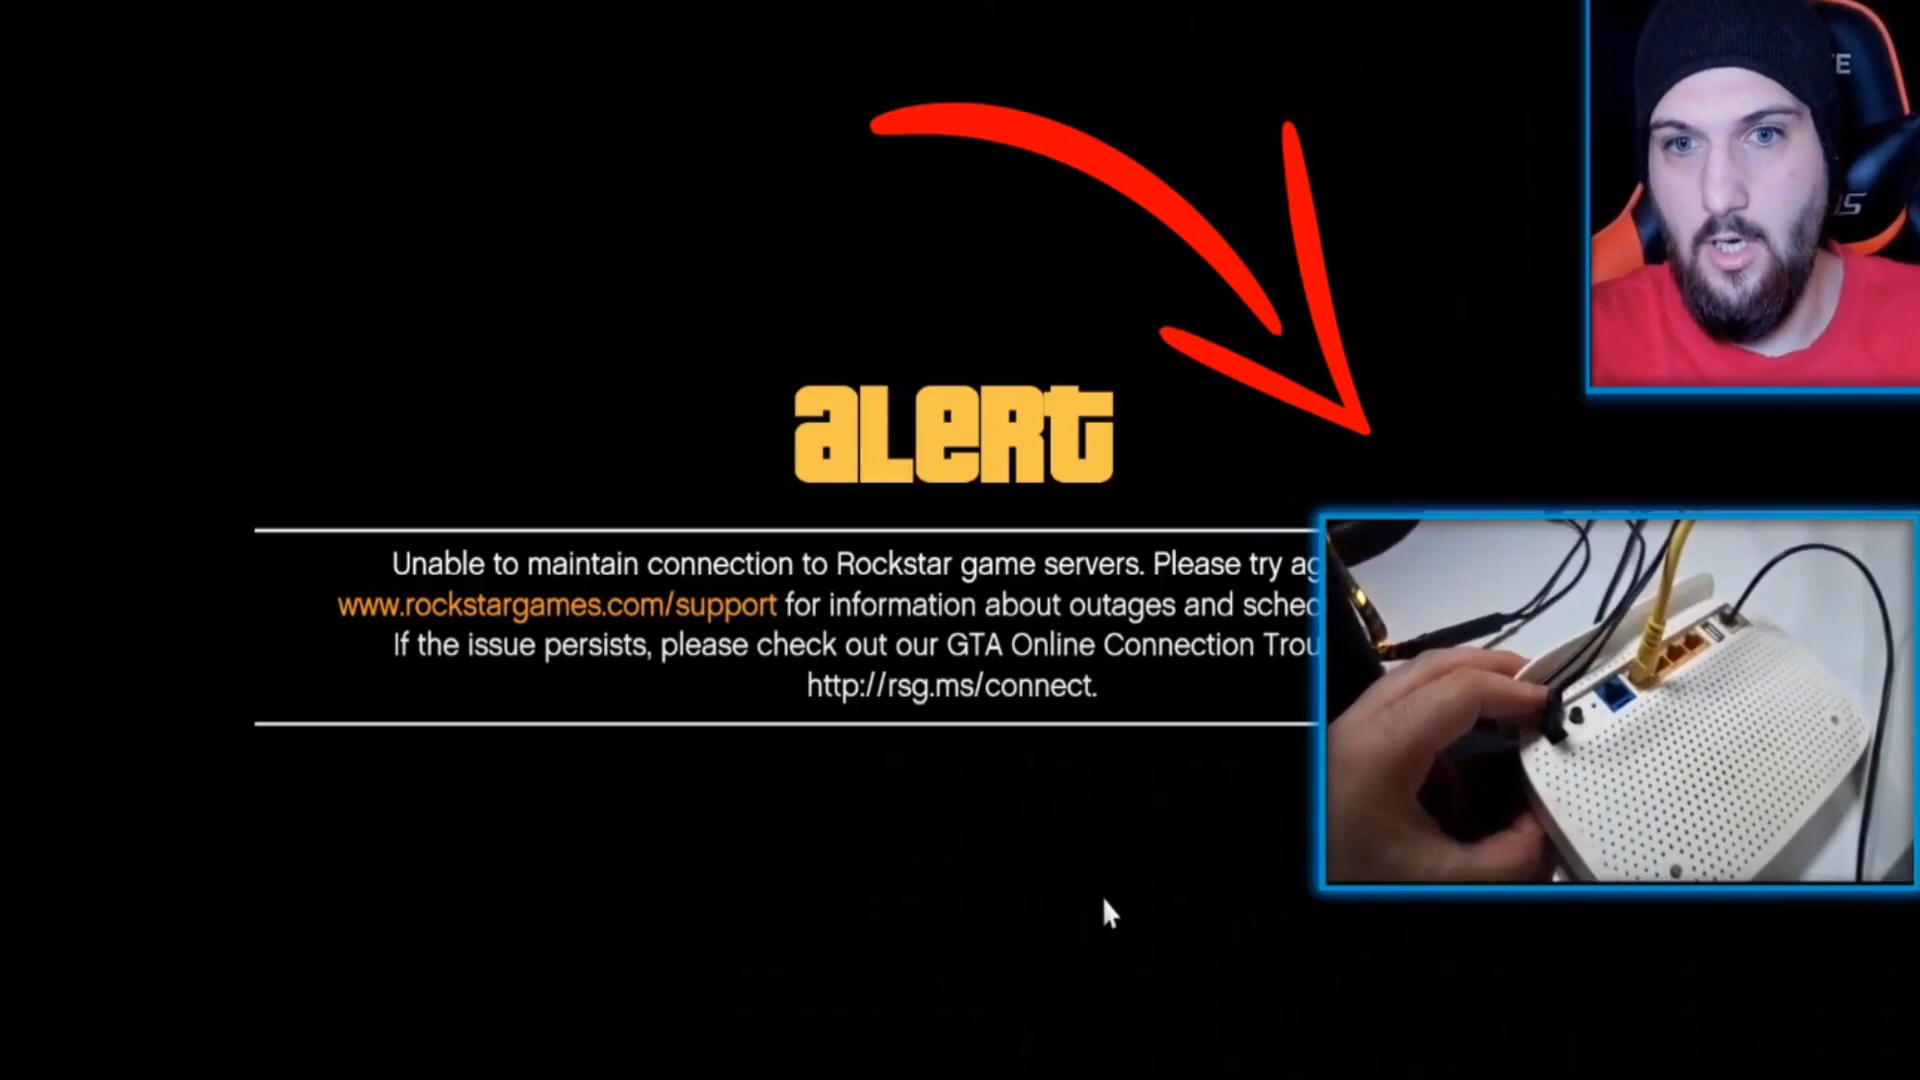 ALERT
Unable to maintain connection to Rockstar game servers. Please try ag
www.rockstargames.com/support for information about outages and sched
If the issue persists, please check out our GTA Online Connection Trou
http://rsg.ms/connect.